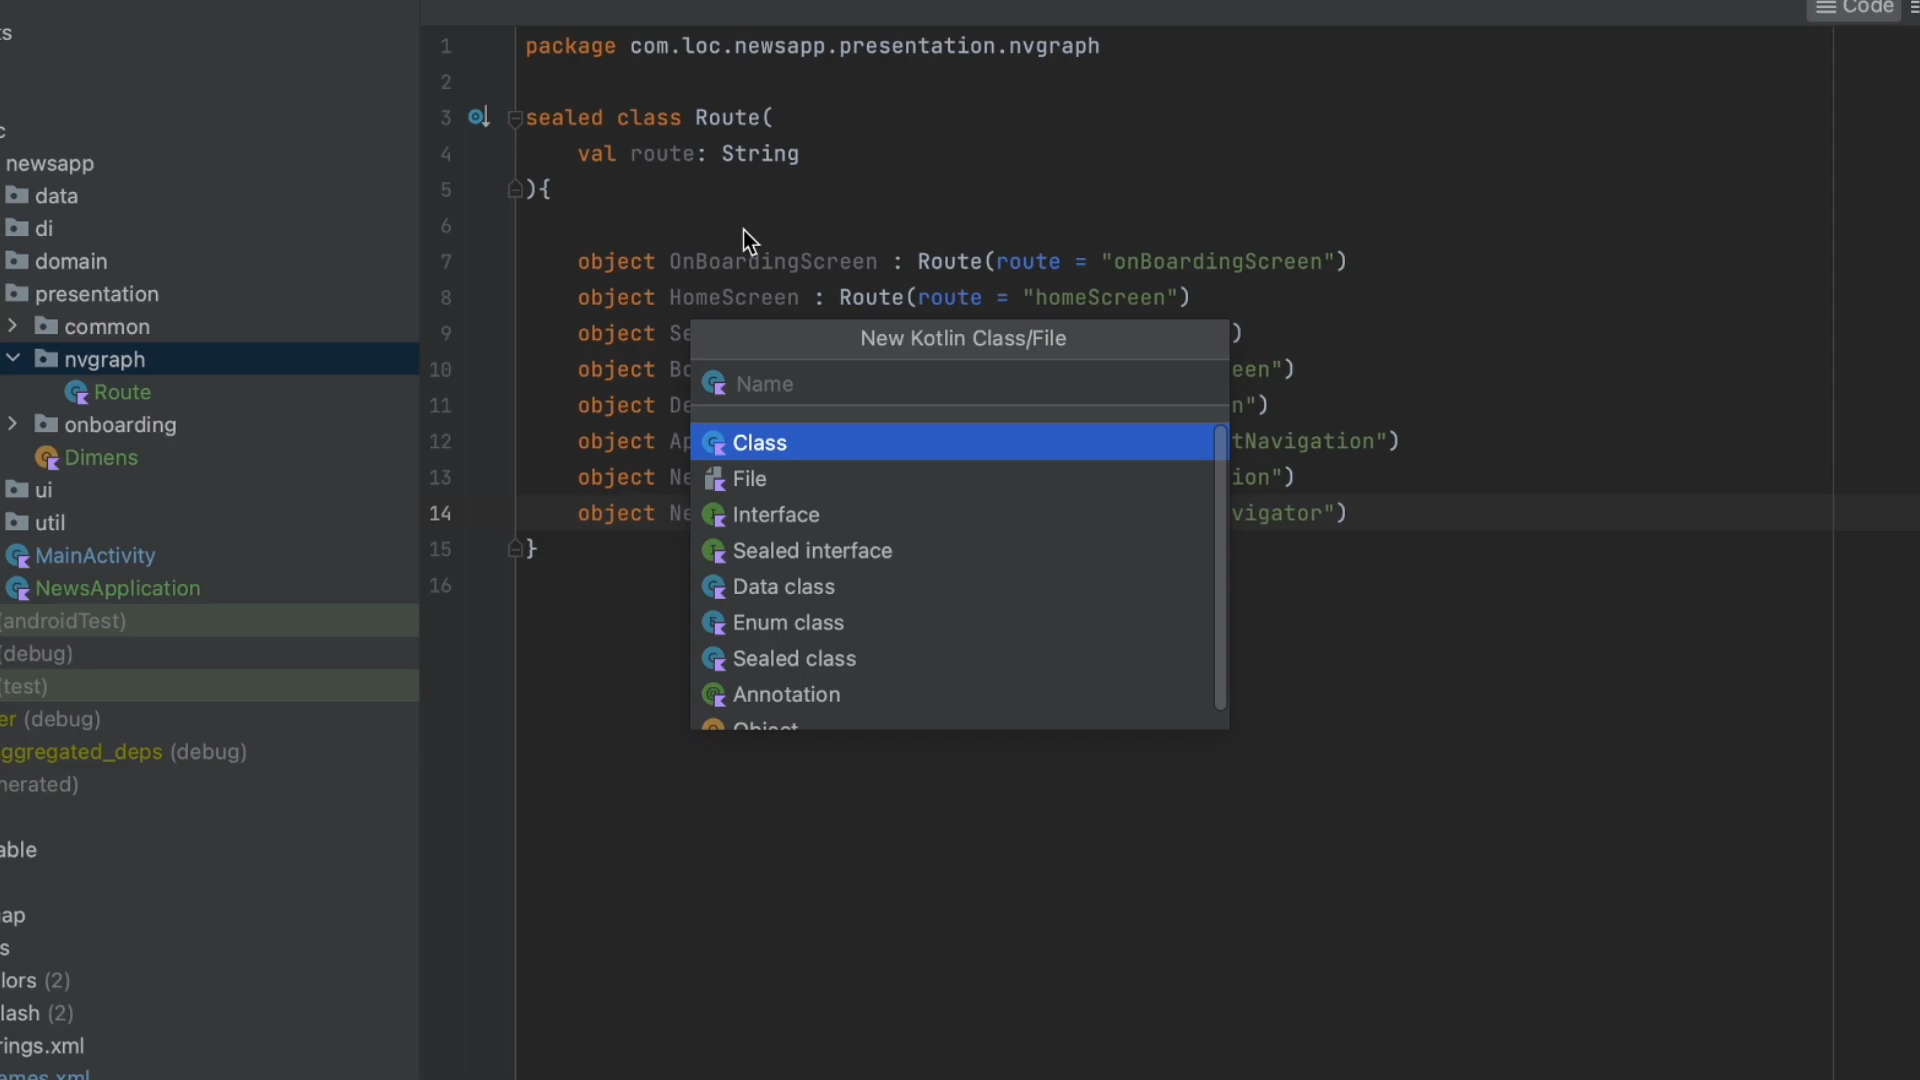 Code
ts
c
newsapp
data
di
domain
presentation
common
nvgraph
Route
onboarding
Dimens
ui
util
MainActivity
NewsApplication
(androidTest)
(debug)
(test)
er (debug)
aggregated_deps (debug)
nerated)
able
ap
s
lors (2)
lash (2)
rings.xml
emes.xml
1 package com.loc.newsapp.presentation.nvgraph
2
3 sealed class Route(
4 val route: String
5 ){
6
7 object OnBoardingScreen : Route(route = "onBoardingScreen")
8 object HomeScreen : Route(route = "homeScreen")
9 object Se )
10 object Bo een")
11 object De n")
12 object Ap tNavigation")
13 object Ne ion")
14 object Ne vigator")
15 }
16
New Kotlin Class/File
Name
Class
File
Interface
Sealed interface
Data class
Enum class
Sealed class
Annotation
Object